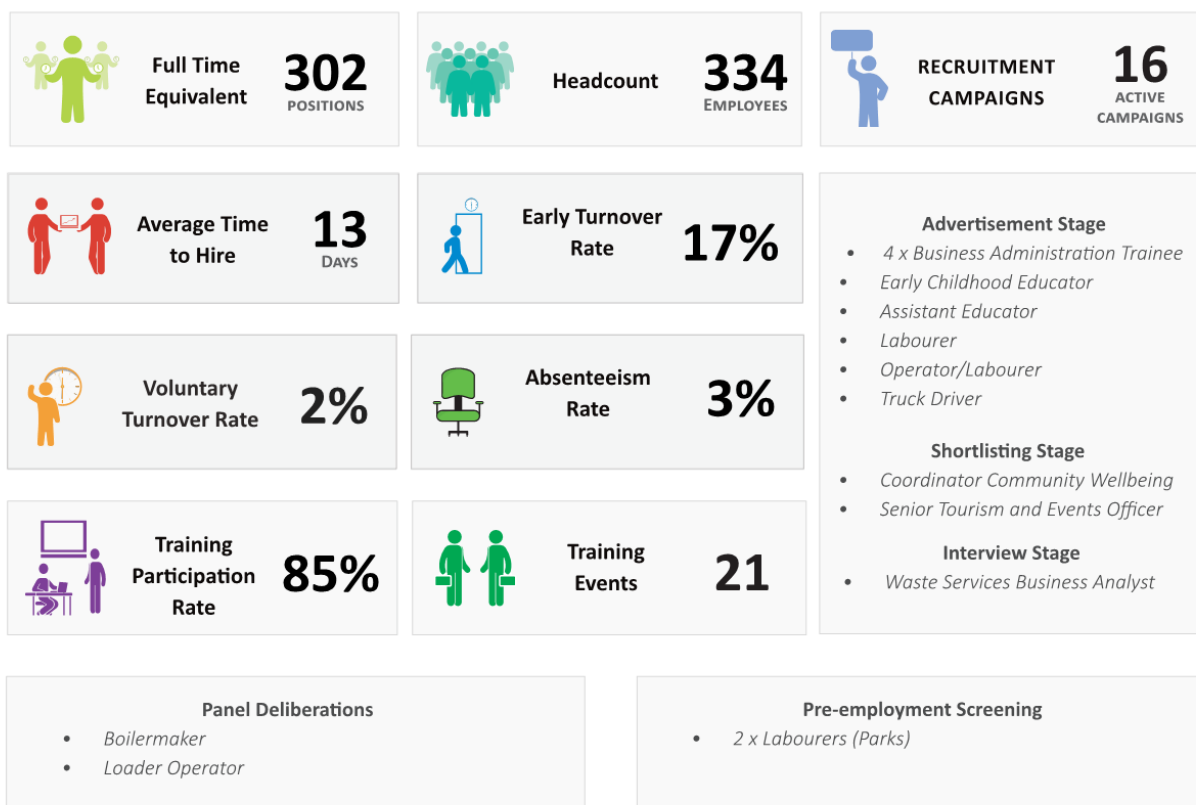 Full Time
Equivalent
302
POSITIONS
Headcount
334
EMPLOYEES
RECRUITMENT
CAMPAIGNS
16
ACTIVE
CAMPAIGNS
Average Time
to Hire
13
DAYS
Early Turnover
Rate
17%
Voluntary
Turnover Rate
2%
Absenteeism
Rate
3%
Training
Participation
Rate
85%
Training
Events
21
Advertisement Stage
• 4 x Business Administration Trainee
• Early Childhood Educator
• Assistant Educator
• Labourer
• Operator/Labourer
• Truck Driver
Shortlisting Stage
• Coordinator Community Wellbeing
• Senior Tourism and Events Officer
Interview Stage
• Waste Services Business Analyst
Panel Deliberations
• Boilermaker
• Loader Operator
Pre-employment Screening
• 2 x Labourers (Parks)